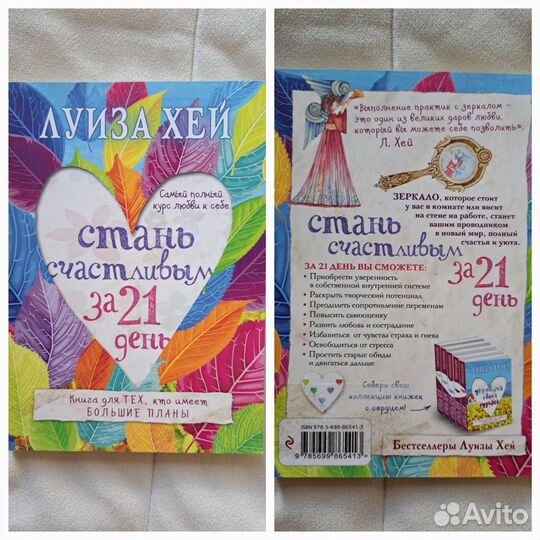 ЛУИЗА ХЕЙ
Самый полный
курс любви к себе
стань
счастливым
за 21
день
Книга для ТЕХ, кто имеет
БОЛЬШИЕ ПЛАНЫ
«Выполнение практик с зеркалом –
это один из великих даров любви,
который вы можете себе позволить».
Л. Хей
ЗЕРКАЛО, которое стоит
у вас в комнате или висит
на стене на работе, станет
вашим проводником
в новый мир, полный
счастья и уюта.
стань
счастливым
за 21
день
ЗА 21 ДЕНЬ ВЫ СМОЖЕТЕ:
• Приобрести уверенность
в собственной внутренней системе
• Раскрыть творческий потенциал
• Преодолеть сопротивление переменам
• Повысить самооценку
• Развить любовь и сострадание
• Избавиться от чувства страха и гнева
• Освободиться от стресса
• Простить старые обиды
и двигаться дальше
Собери свою
коллекцию книжек
с сердцем!
ЛУИЗА ХЕЙ
ISBN 978-5-699-86541-3
9 785699 865413 >
Бестселлеры Луизы Хей
Avito